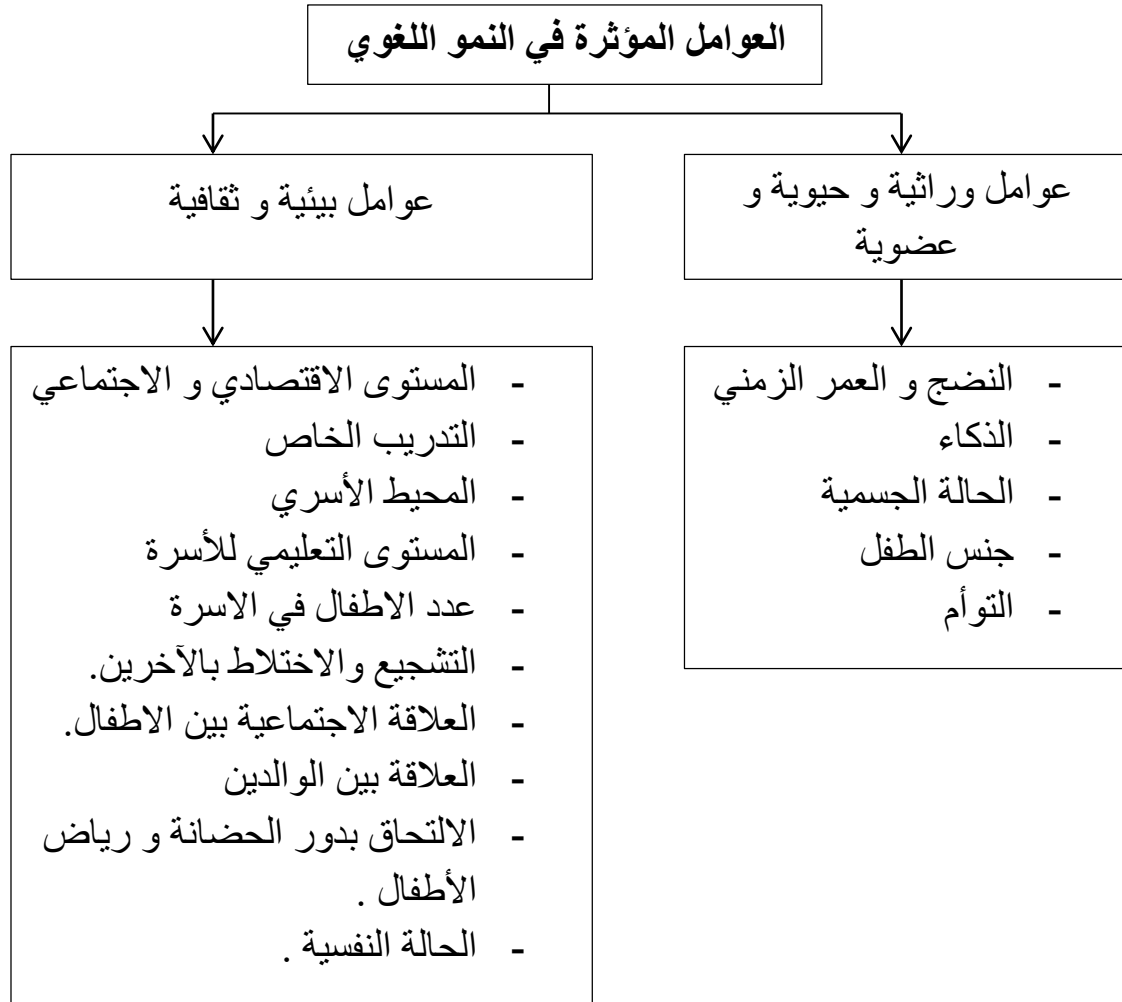 العوامل المؤثرة في النمو اللغوي
عوامل وراثية و حيوية و
عضوية
- النضج و العمر الزمني
- الذكاء
- الحالة الجسمية
- جنس الطفل
- التوأم
عوامل بيئية و ثقافية
- المستوى الاقتصادي و الاجتماعي
- التدريب الخاص
- المحيط الأسري
- المستوى التعليمي للأسرة
- عدد الاطفال في الاسرة
- التشجيع والاختلاط بالآخرين.
- العلاقة الاجتماعية بين الاطفال.
- العلاقة بين الوالدين
- الالتحاق بدور الحضانة و رياض
الأطفال .
- الحالة النفسية .